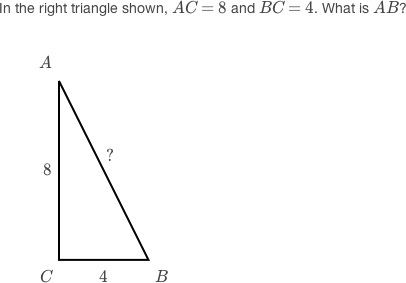 In the right triangle shown, AC = 8 and BC = 4. What is AB?
A
?
8
C
4
B